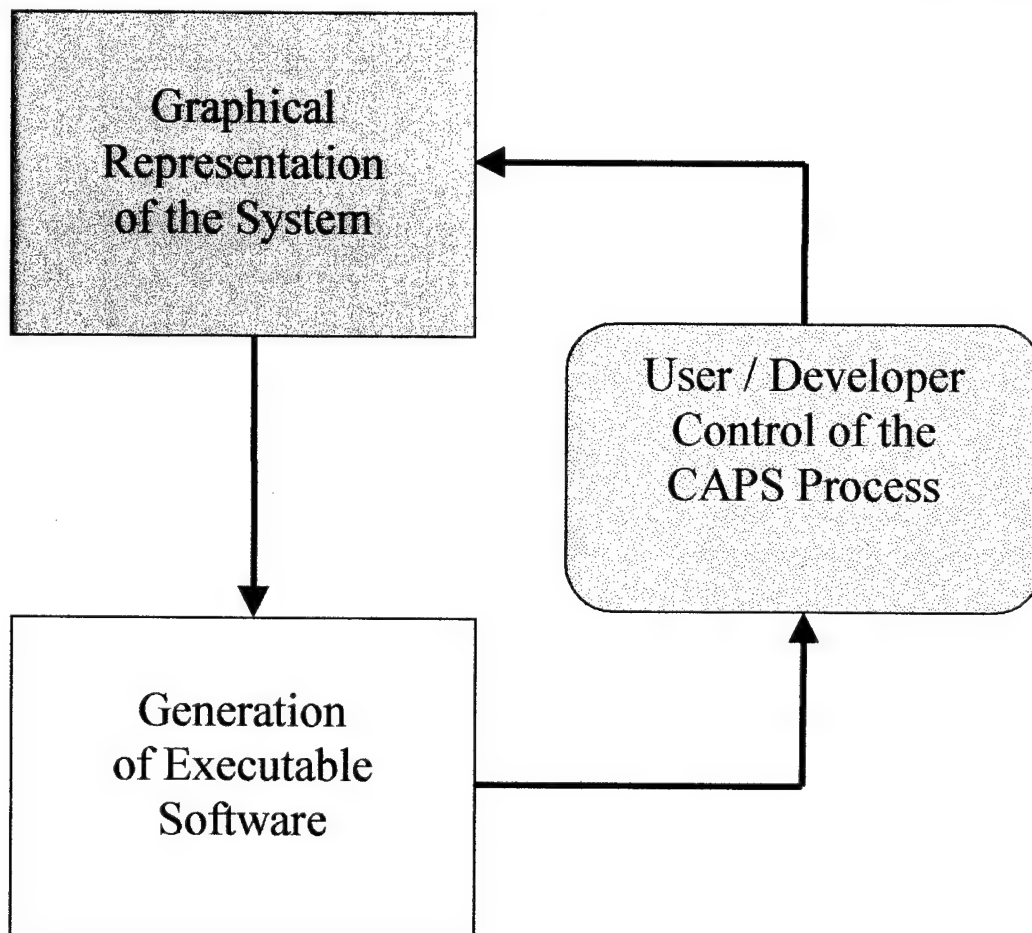 Graphical
Representation
of the System
User / Developer
Control of the
CAPS Process
Generation
of Executable
Software